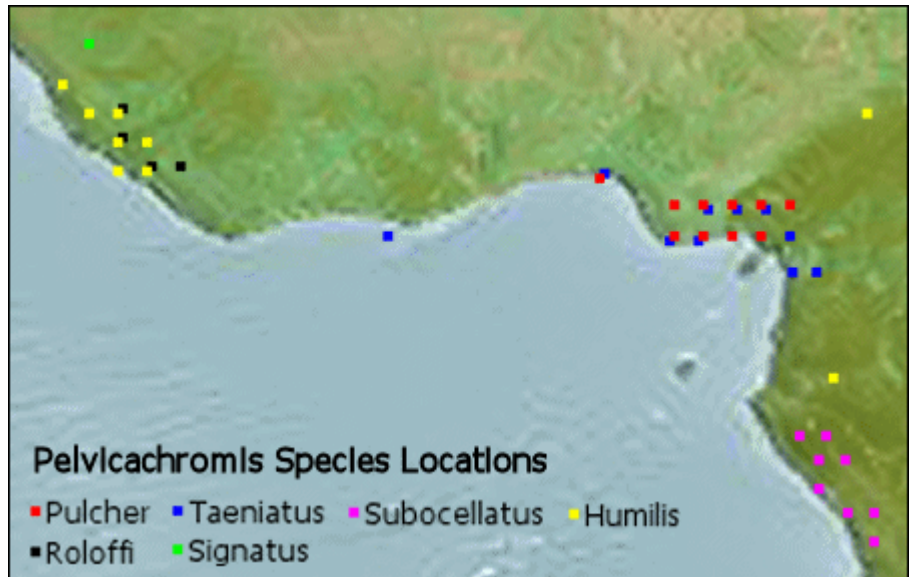 Pelvicachromis Species Locations
Pulcher Taeniatus Subocellatus Humilis
Roloffi Signatus